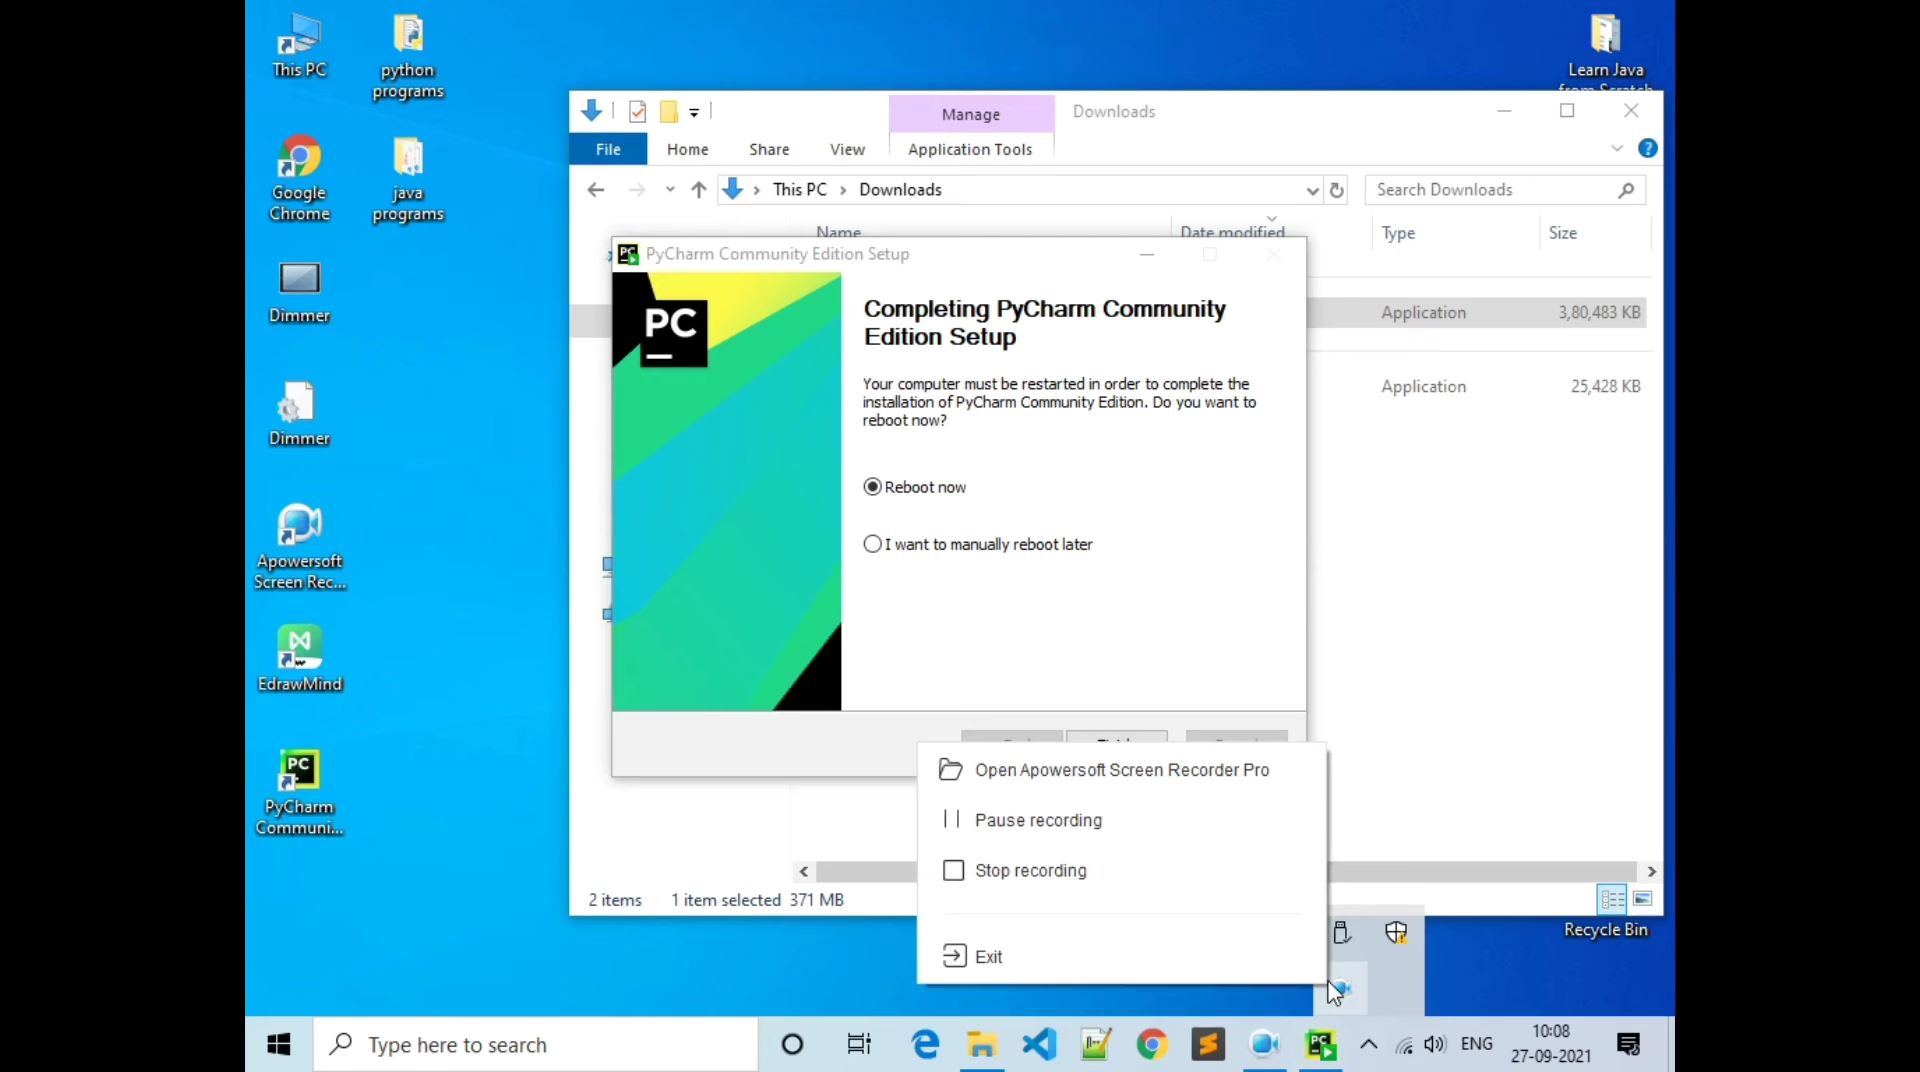 This PC
python
programs
Google
Chrome
java
programs
Dimmer
Dimmer
Apowersoft
Screen Rec...
EdrawMind
PC
PyCharm
Communi...
Learn Java
from Scratch
Manage
Downloads
File
Home
Share
View
Application Tools
This PC
Downloads
Search Downloads
Name
Date modified
Type
Size
Application
3,80,483 KB
Application
25,428 KB
PC
PyCharm Community Edition Setup
PC
Completing PyCharm Community
Edition Setup
Your computer must be restarted in order to complete the
installation of PyCharm Community Edition. Do you want to
reboot now?
Reboot now
I want to manually reboot later
Open Apowersoft Screen Recorder Pro
Pause recording
Stop recording
Exit
2 items
1 item selected 371 MB
Recycle Bin
Type here to search
PC
ENG
10:08
27-09-2021